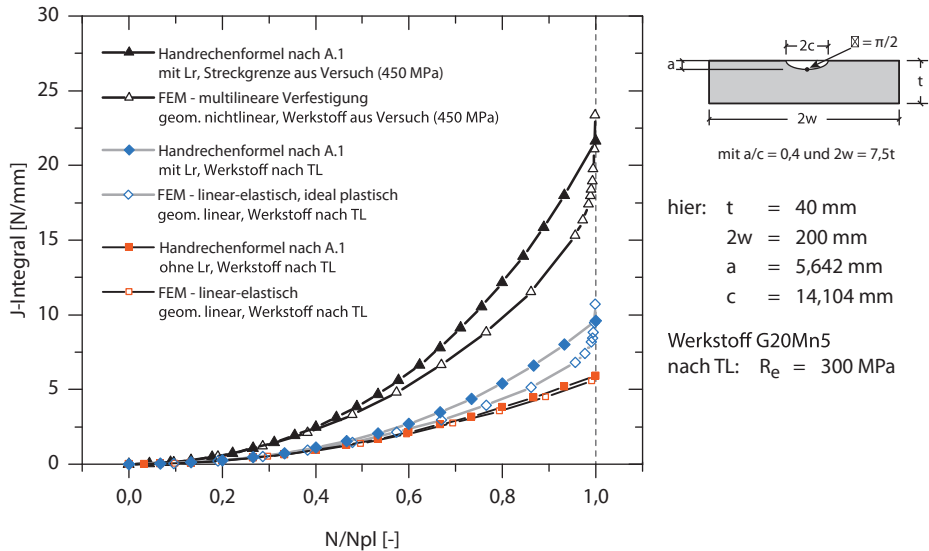 30
25
20
15
10
5
0
J-Integral [N/mm]
0,0
0,2
0,4
0,6
0,8
1,0
N/Npl [-]
Handrechenformel nach A.1
mit Lr, Streckgrenze aus Versuch (450 MPa)
FEM - multilineare Verfestigung
geom. nichtlinear, Werkstoff aus Versuch (450 MPa)
Handrechenformel nach A.1
mit Lr, Werkstoff nach TL
FEM - linear-elastisch, ideal plastisch
geom. linear, Werkstoff nach TL
Handrechenformel nach A.1
ohne Lr, Werkstoff nach TL
FEM - linear-elastisch
geom. linear, Werkstoff nach TL
2c
= π/2
a
t
2w
mit a/c = 0,4 und 2w = 7,5t
hier: t = 40 mm
2w = 200 mm
a = 5,642 mm
c = 14,104 mm
Werkstoff G20Mn5
nach TL: Re = 300 MPa